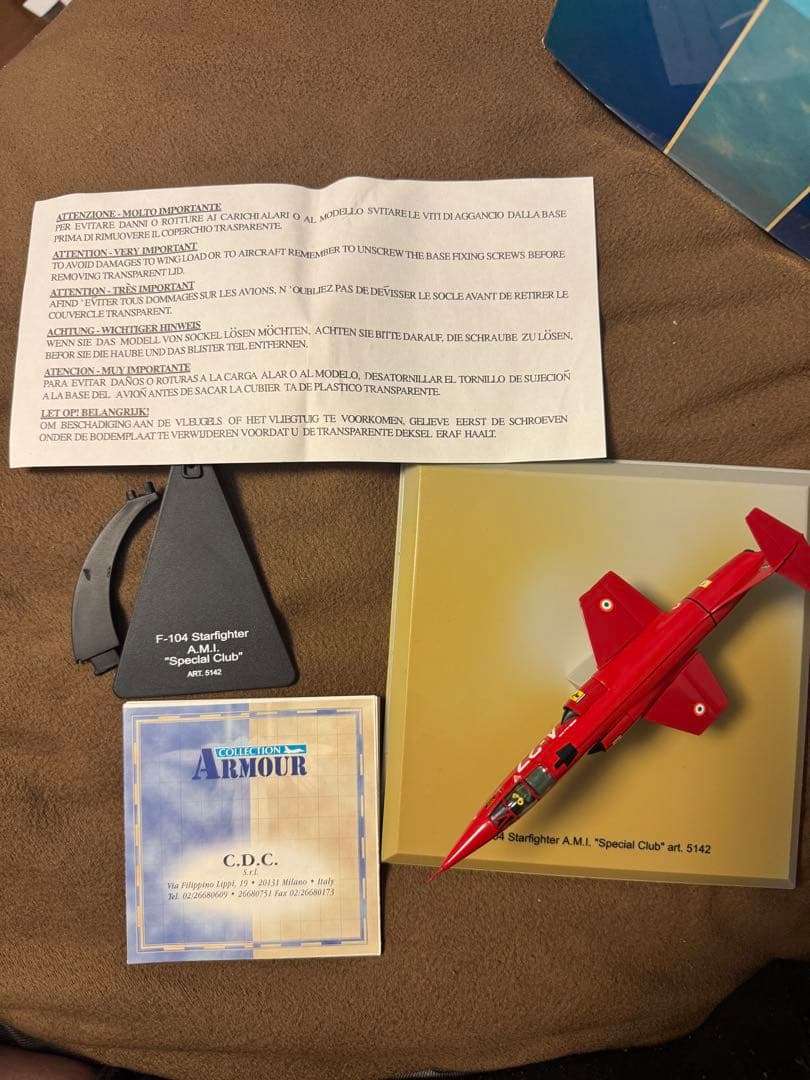 ATTENZIONE - MOLTO IMPORTANTE
PER EVITARE DANNI O ROTTURE AI CARICHI ALARI O AL MODELLO SVITARE LE VITI DI AGGANCIO DALLA BASE
PRIMA DI RIMUOVERE IL COPERCHIO TRASPARENTE.
ATTENTION - VERY IMPORTANT
TO AVOID DAMAGES TO WING LOAD OR TO AIRCRAFT REMEMBER TO UNSCREW THE BASE FIXING SCREWS BEFORE
REMOVING TRANSPARENT LID.
ATTENTION - TRÈS IMPORTANT
AFIND 'EVITER TOUS DOMMAGES SUR LES AVIONS, N 'OUBLIEZ PAS DE DEVISSER LE SOCLE AVANT DE RETIRER LE
COUVERCLE TRANSPARENT.
ACHTUNG - WICHTIGER HINWEIS
WENN SIE DAS MODELL VON SOCKEL LÖSEN MÖCHTEN, ACHTEN SIE BITTE DARAUF, DIE SCHRAUBE ZU LÖSEN,
BEFOR SIE DIE HAUBE UND DAS BLISTER TEIL ENTFERNEN.
ATENCION - MUY IMPORTANTE
PARA EVITAR DAÑOS O ROTURAS A LA CARGA ALAR O AL MODELO, DESATORNILLAR EL TORNILLO DE SUJECIOÑ
A LA BASE DEL AVIOÑ ANTES DE SACAR LA CUBIER TA DE PLASTICO TRANSPARENTE.
LET OP! BELANGRIJK!
OM BESCHADIGING AAN DE VLEUGELS OF HET VLIEGTUIG TE VOORKOMEN, GELIEVE EERST DE SCHROEVEN
ONDER DE BODEMPLAAT TE VERWIJDEREN VOORDAT U DE TRANSPARENTE DEKSEL ERAF HAALT.
F-104 Starfighter
A.M.I.
"Special Club"
ART. 5142
COLLECTION
ARMOUR
C.D.C.
S.r.l.
Via Filippino Lippi, 19 • 20131 Milano • Italy
Tel. 02/26680609 • 26680751 Fax 02/26680173
04 Starfighter A.M.I. "Special Club" art. 5142